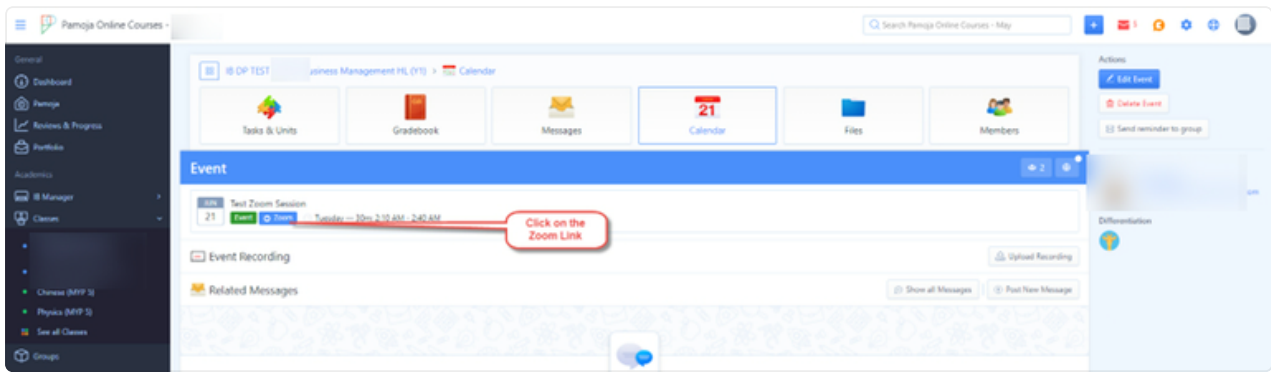 Pamoja Online Courses -
Search Pamoja Online Courses - May
General
Dashboard
Pamoja
Reviews & Progress
Portfolio
Academics
IB Manager
Classes
Chinese (MYP 5)
Physics (MYP 5)
See all Classes
Groups
IB DP TEST
usiness Management HL (Y1) > Calendar
Tasks & Units
Gradebook
Messages
21
Calendar
Files
Members
Event
2
JUN
21
Test Zoom Session
Event Zoom Tuesday — 30m 2:10 AM - 2:40 AM
Click on the
Zoom Link
Event Recording
Upload Recording
Related Messages
Show all Messages
Post New Message
Actions
Edit Event
Delete Event
Send reminder to group
Differentiation